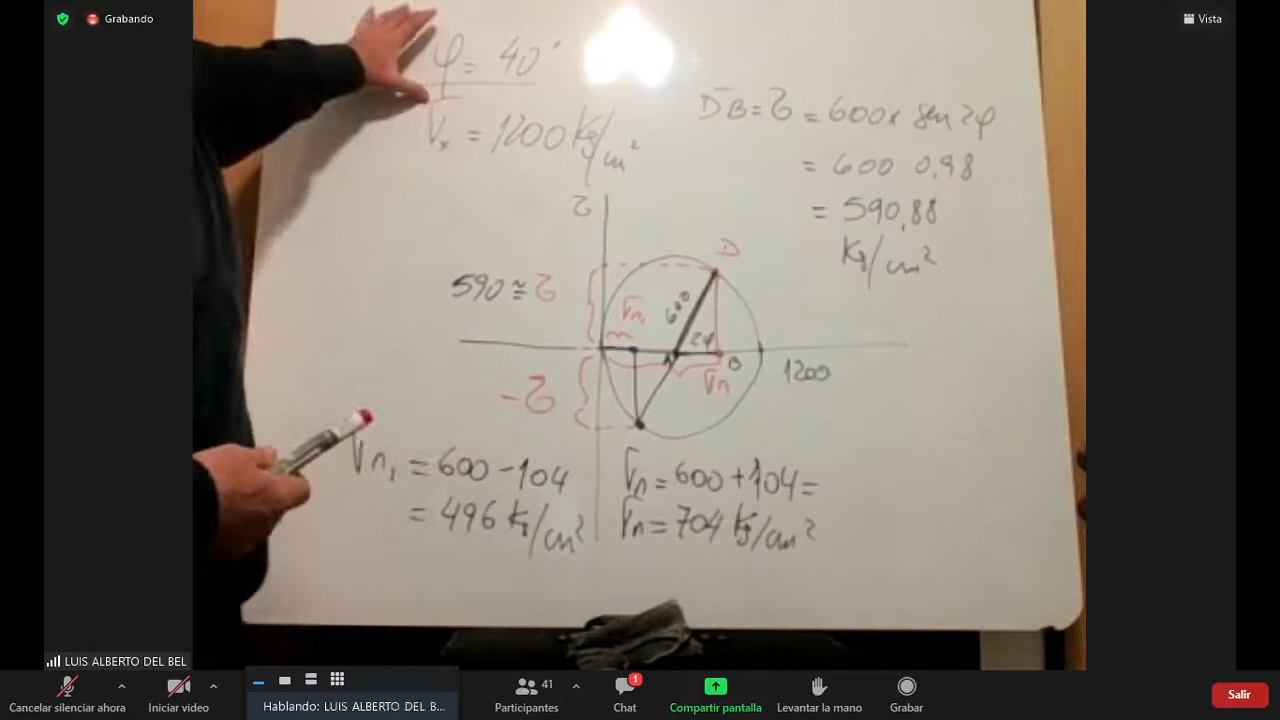 Grabando
Vista
φ = 40°
σx = 1200 Kg/cm²
DB = τ = 600 x sen 2φ
= 600 0,98
= 590,88
Kg/cm²
τ
D
590 ≅ τ
σn₁
600
2φ
A
B
1200
σn
-τ
σn₁ = 600 - 104
= 496 Kg/cm²
σn = 600 + 104 =
σn = 704 Kg/cm²
LUIS ALBERTO DEL BEL
Cancelar silenciar ahora
Iniciar video
Hablando: LUIS ALBERTO DEL B...
41
Participantes
1
Chat
Compartir pantalla
Levantar la mano
Grabar
Salir